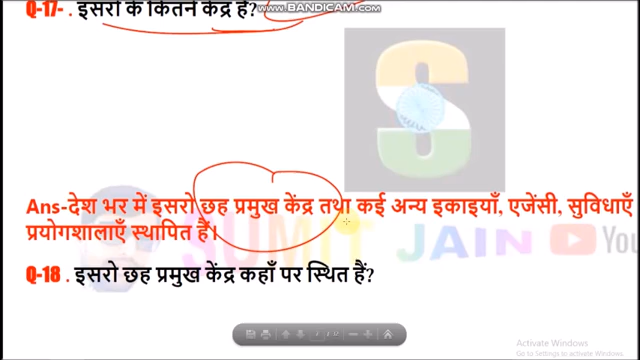 Q-17- . इसरो के कितने केंद्र हैं?
WWW.BANDICAM.COM
S
Ans-देश भर में इसरो छह प्रमुख केंद्र तथा कई अन्य इकाइयाँ, एजेंसी, सुविधाएँ
प्रयोगशालाएँ स्थापित हैं।
SUMIT JAIN You
Q-18 . इसरो छह प्रमुख केंद्र कहाँ पर स्थित हैं?
Activate Windows
Go to Settings to activate Windows.